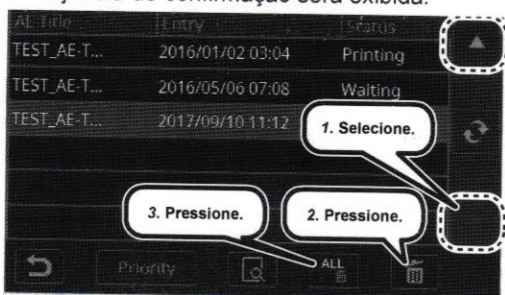 janela de confirmação será exibida.
AE Title Entry Status
TEST_AE-T... 2016/01/02 03:04 Printing
TEST_AE-T... 2016/05/06 07:08 Waiting
TEST_AE-T... 2017/09/10 11:12
1. Selecione.
3. Pressione.
2. Pressione.
Priority
ALL